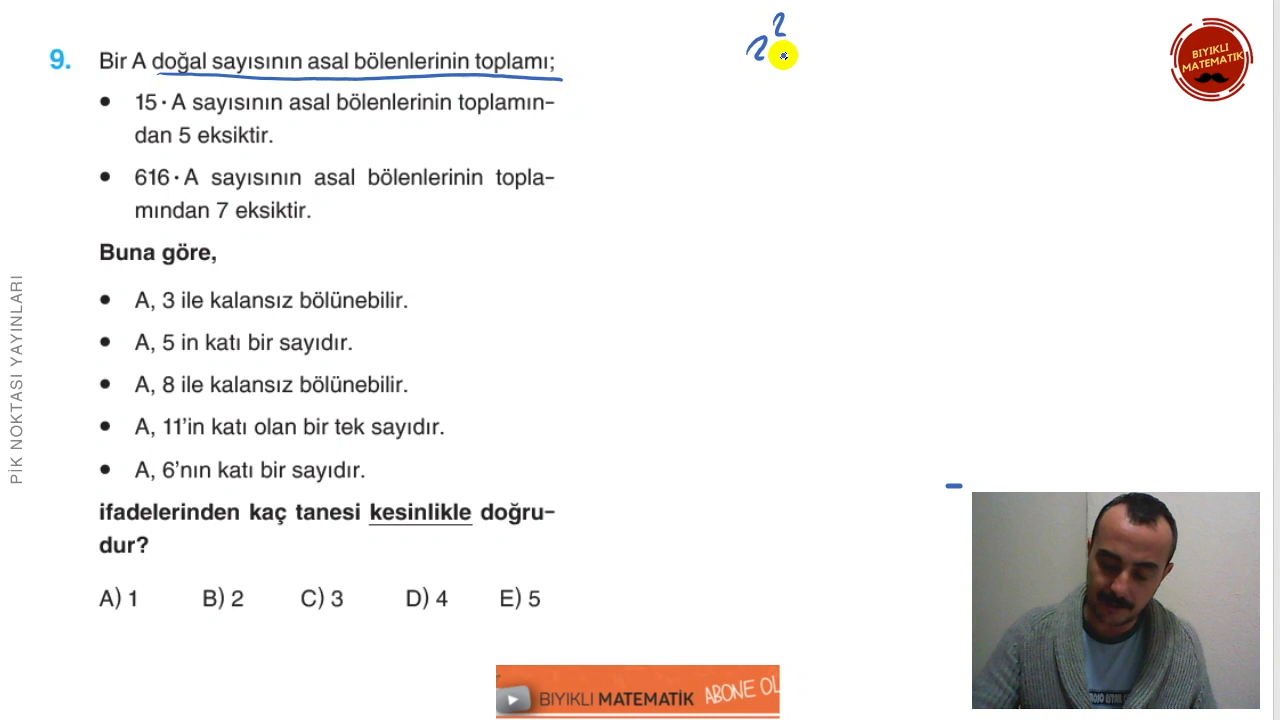 2²
BIYIKLI
MATEMATİK
9. Bir A doğal sayısının asal bölenlerinin toplamı;
• 15·A sayısının asal bölenlerinin toplamın-
dan 5 eksiktir.
• 616·A sayısının asal bölenlerinin topla-
mından 7 eksiktir.
Buna göre,
• A, 3 ile kalansız bölünebilir.
• A, 5 in katı bir sayıdır.
• A, 8 ile kalansız bölünebilir.
• A, 11'in katı olan bir tek sayıdır.
• A, 6'nın katı bir sayıdır.
ifadelerinden kaç tanesi kesinlikle doğru-
dur?
A) 1 B) 2 C) 3 D) 4 E) 5
PİK NOKTASI YAYINLARI
BIYIKLI MATEMATİK ABONE OL